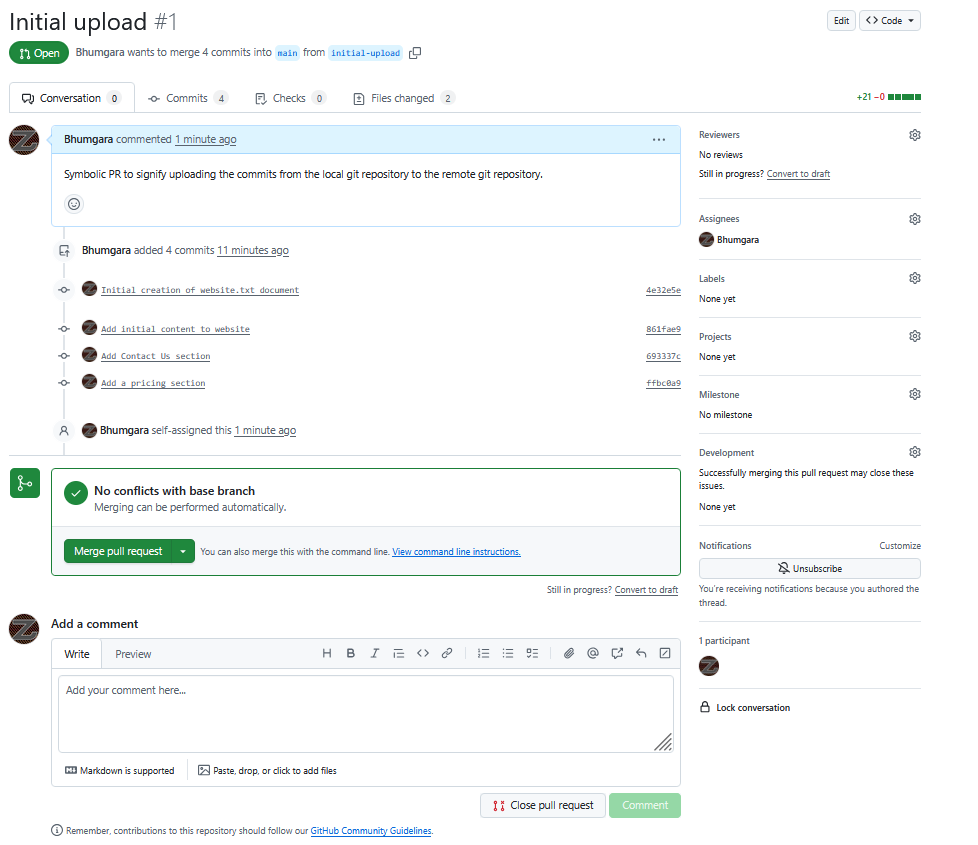 Initial upload #1
Edit
Code
Open
Bhumgara wants to merge 4 commits into main from initial-upload
Conversation 0
Commits 4
Checks 0
Files changed 2
+21 −0
Bhumgara commented 1 minute ago
Symbolic PR to signify uploading the commits from the local git repository to the remote git repository.
Bhumgara added 4 commits 11 minutes ago
Initial creation of website.txt document 4e32e5e
Add initial content to website 861fae9
Add Contact Us section 693337c
Add a pricing section ffbc0a9
Bhumgara self-assigned this 1 minute ago
No conflicts with base branch
Merging can be performed automatically.
Merge pull request
You can also merge this with the command line. View command line instructions.
Still in progress? Convert to draft
Add a comment
Write
Preview
Add your comment here...
Markdown is supported
Paste, drop, or click to add files
Close pull request
Comment
Remember, contributions to this repository should follow our GitHub Community Guidelines.
Reviewers
No reviews
Still in progress? Convert to draft
Assignees
Bhumgara
Labels
None yet
Projects
None yet
Milestone
No milestone
Development
Successfully merging this pull request may close these
issues.
None yet
Notifications
Customize
Unsubscribe
You're receiving notifications because you authored the
thread.
1 participant
Lock conversation